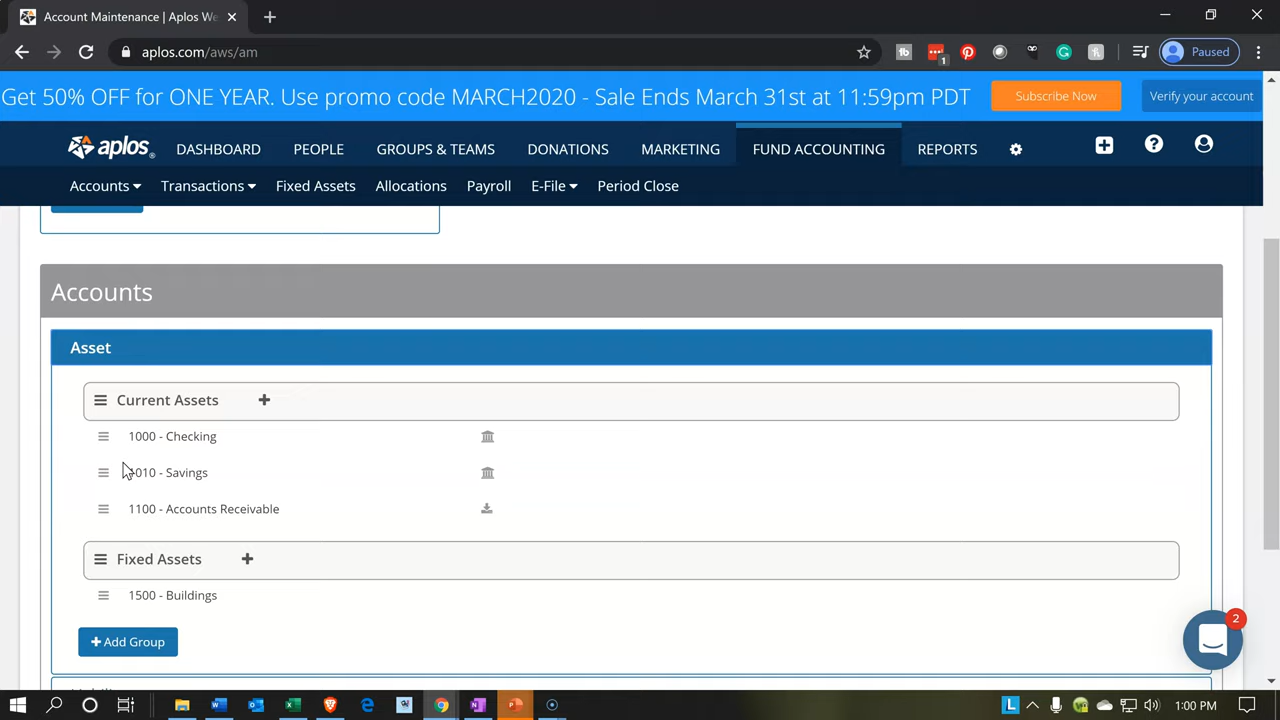 Account Maintenance | Aplos We
aplos.com/aws/am
1
Paused
Get 50% OFF for ONE YEAR. Use promo code MARCH2020 - Sale Ends March 31st at 11:59pm PDT
Subscribe Now
Verify your account
aplos
DASHBOARD
PEOPLE
GROUPS & TEAMS
DONATIONS
MARKETING
FUND ACCOUNTING
REPORTS
Accounts
Transactions
Fixed Assets
Allocations
Payroll
E-File
Period Close
Accounts
Asset
Current Assets
1000 - Checking
010 - Savings
1100 - Accounts Receivable
Fixed Assets
1500 - Buildings
Add Group
2
1:00 PM